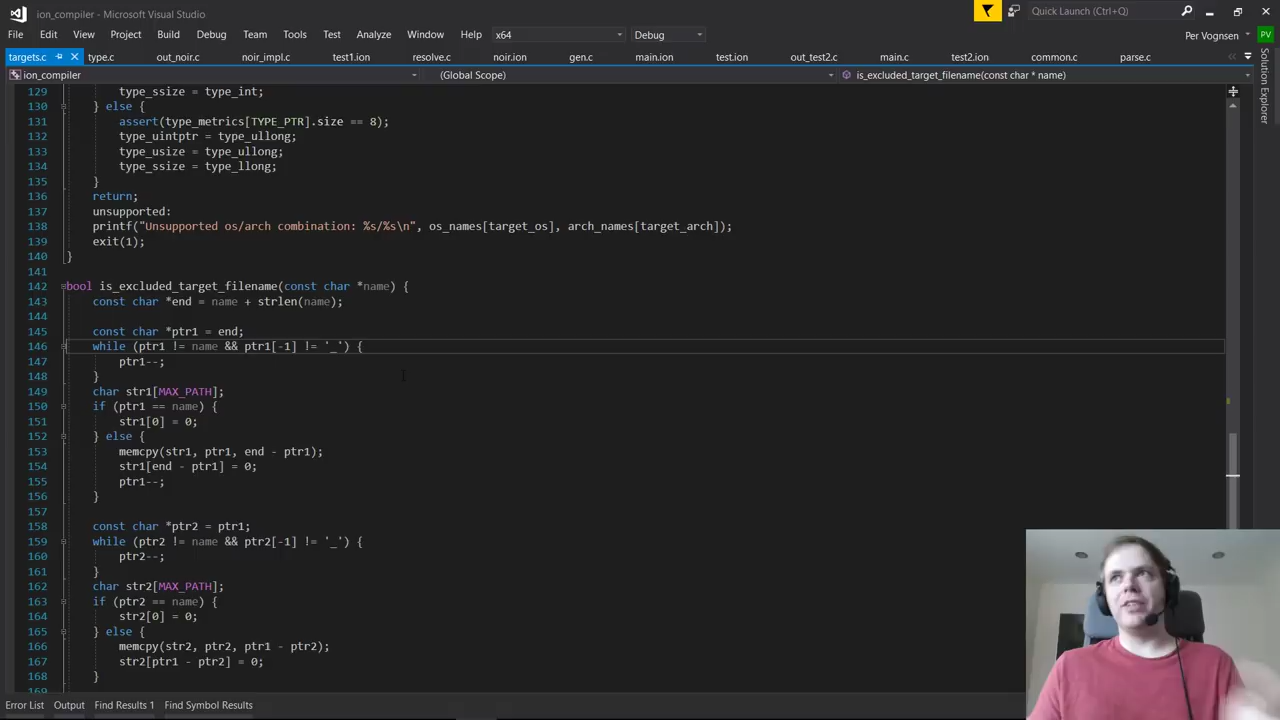 ion_compiler - Microsoft Visual Studio
Quick Launch (Ctrl+Q)
File Edit View Project Build Debug Team Tools Test Analyze Window Help x64 Debug
Per Vognsen PV
targets.c type.c out_noir.c noir_impl.c test1.ion resolve.c noir.ion gen.c main.ion out_test2.c main.c test2.ion common.c parse.c
ion_compiler (Global Scope) is_excluded_target_filename(const char * name)
Solution Explorer
129 type_ssize = type_int;
130 } else {
131 assert(type_metrics[TYPE_PTR].size == 8);
132 type_uintptr = type_ullong;
133 type_usize = type_ullong;
134 type_ssize = type_llong;
135 }
136 return;
137 unsupported:
138 printf("Unsupported os/arch combination: %s/%s\n", os_names[target_os], arch_names[target_arch]);
139 exit(1);
140 }
141
142 bool is_excluded_target_filename(const char *name) {
143 const char *end = name + strlen(name);
144
145 const char *ptr1 = end;
146 while (ptr1 != name && ptr1[-1] != '_') {
147 ptr1--;
148 }
149 char str1[MAX_PATH];
150 if (ptr1 == name) {
151 str1[0] = 0;
152 } else {
153 memcpy(str1, ptr1, end - ptr1);
154 str1[end - ptr1] = 0;
155 ptr1--;
156 }
157
158 const char *ptr2 = ptr1;
159 while (ptr2 != name && ptr2[-1] != '_') {
160 ptr2--;
161 }
162 char str2[MAX_PATH];
163 if (ptr2 == name) {
164 str2[0] = 0;
165 } else {
166 memcpy(str2, ptr2, ptr1 - ptr2);
167 str2[ptr1 - ptr2] = 0;
168 }
169
Error List Output Find Results 1 Find Symbol Results